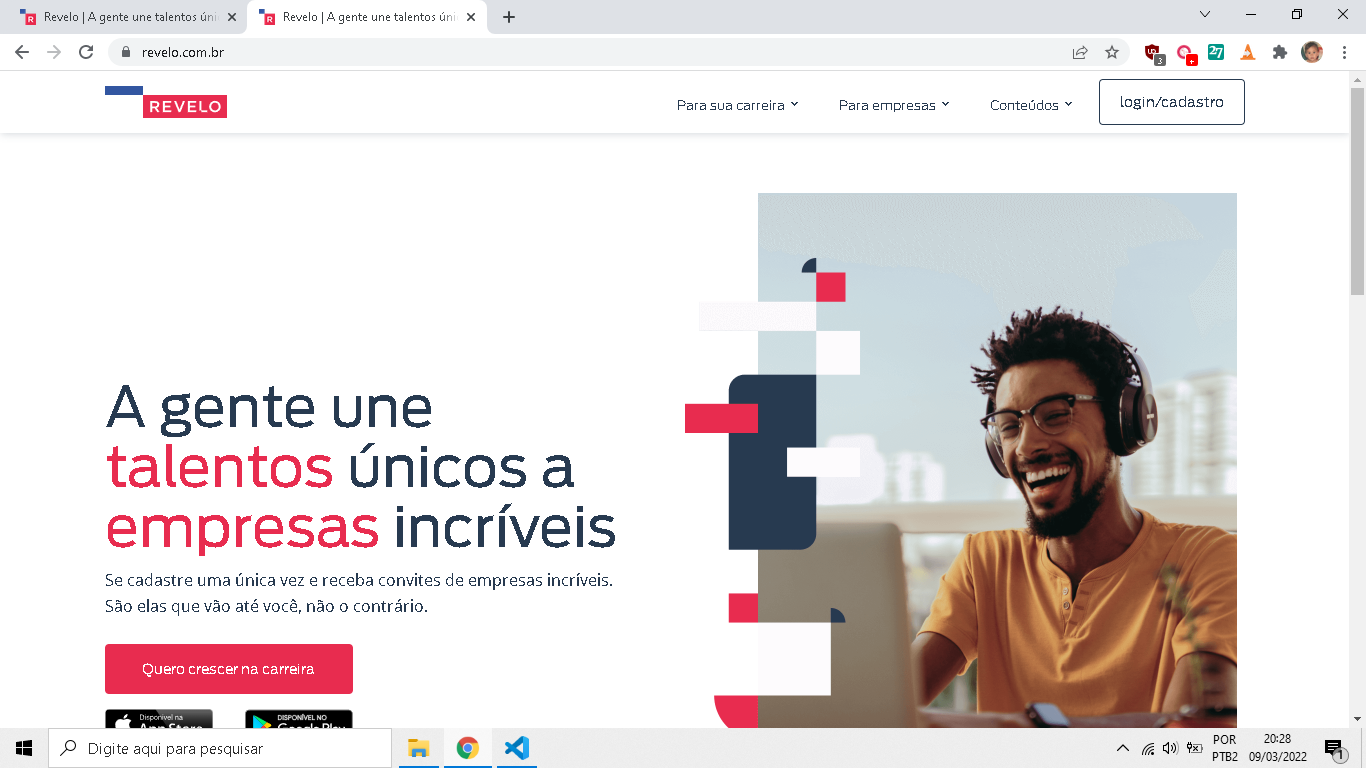 Revelo | A gente une talentos úni
Revelo | A gente une talentos úni
revelo.com.br
3
+
27
REVELO
Para sua carreira
Para empresas
Conteúdos
login/cadastro
A gente une
talentos únicos a
empresas incríveis
Se cadastre uma única vez e receba convites de empresas incríveis.
São elas que vão até você, não o contrário.
Quero crescer na carreira
Disponível na
App Store
DISPONÍVEL NO
Google Play
Digite aqui para pesquisar
POR
PTB2
20:28
09/03/2022
1